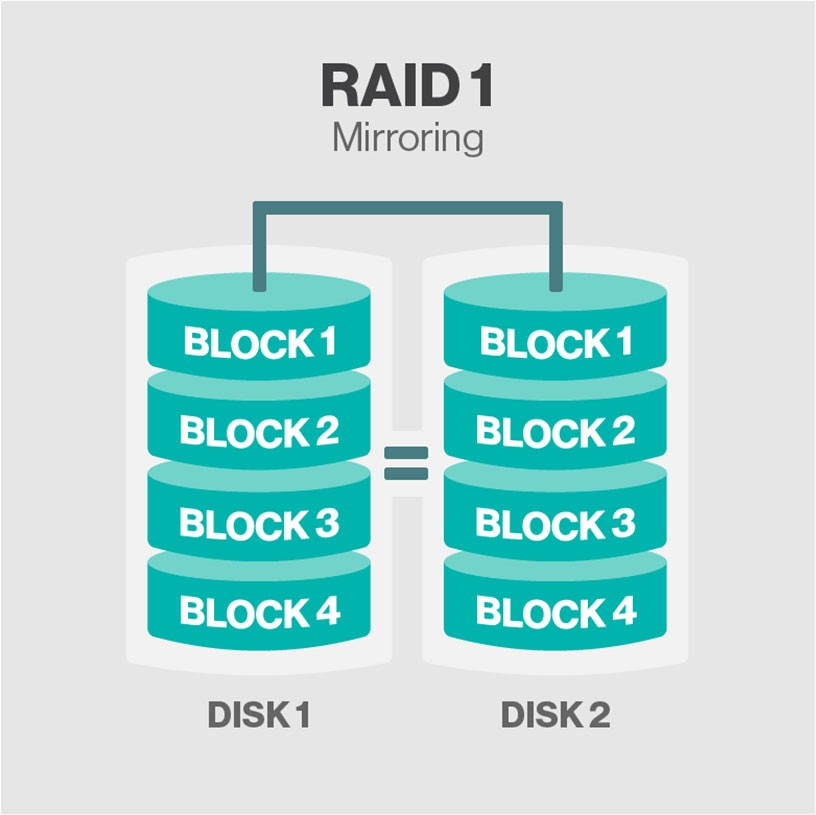 RAID 1
Mirroring
BLOCK 1
BLOCK 2
BLOCK 3
BLOCK 4
=
BLOCK 1
BLOCK 2
BLOCK 3
BLOCK 4
DISK 1
DISK 2